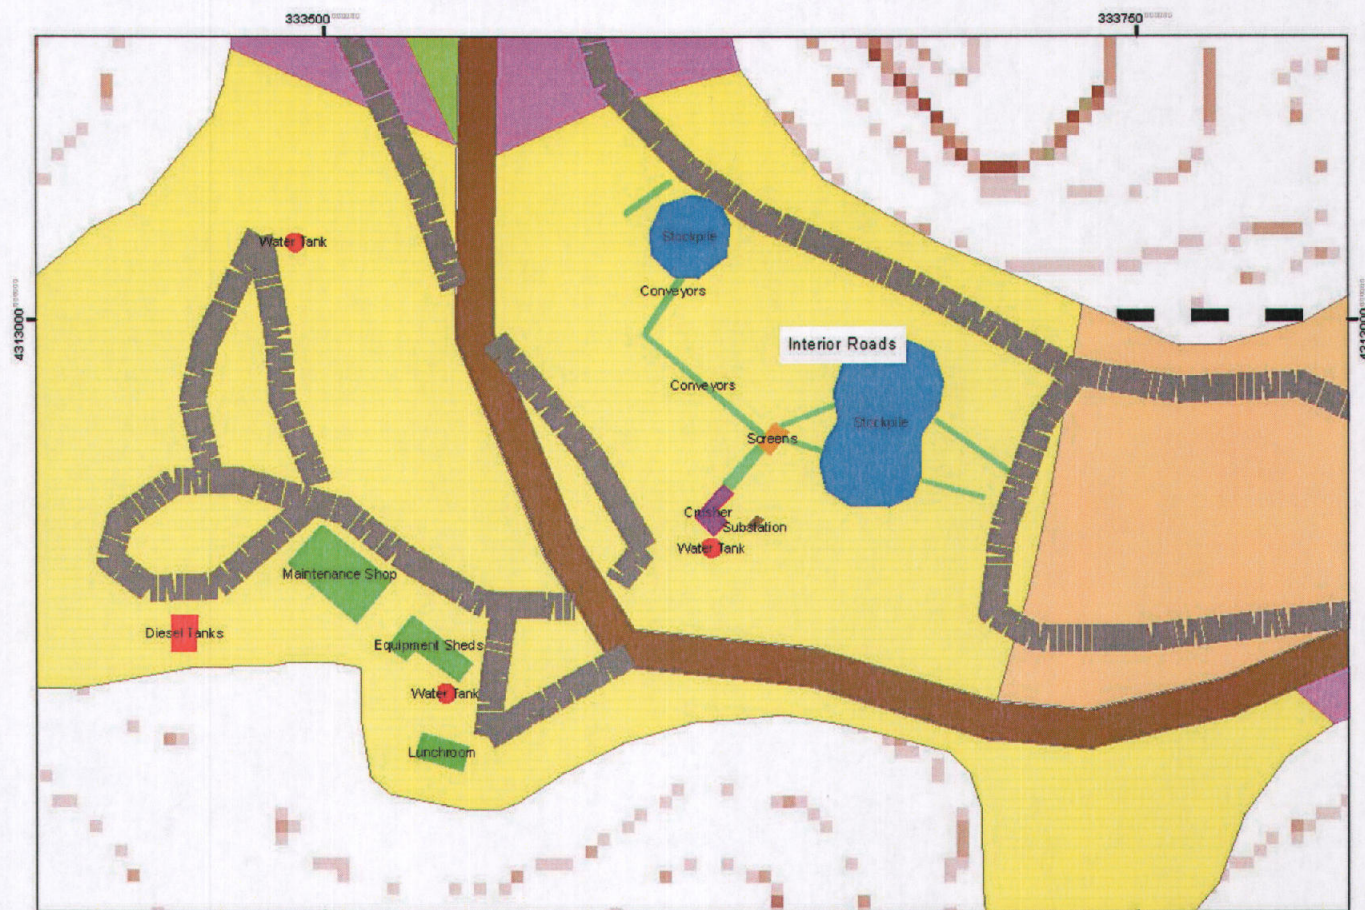 333500
333750
Water Tank
Stockpile
Conveyors
4313000
Interior Roads
Conveyors
Stockpile
Screens
Crusher
Substation
Water Tank
Maintenance Shop
Diesel Tanks
Equipment Sheds
Water Tank
Lunchroom